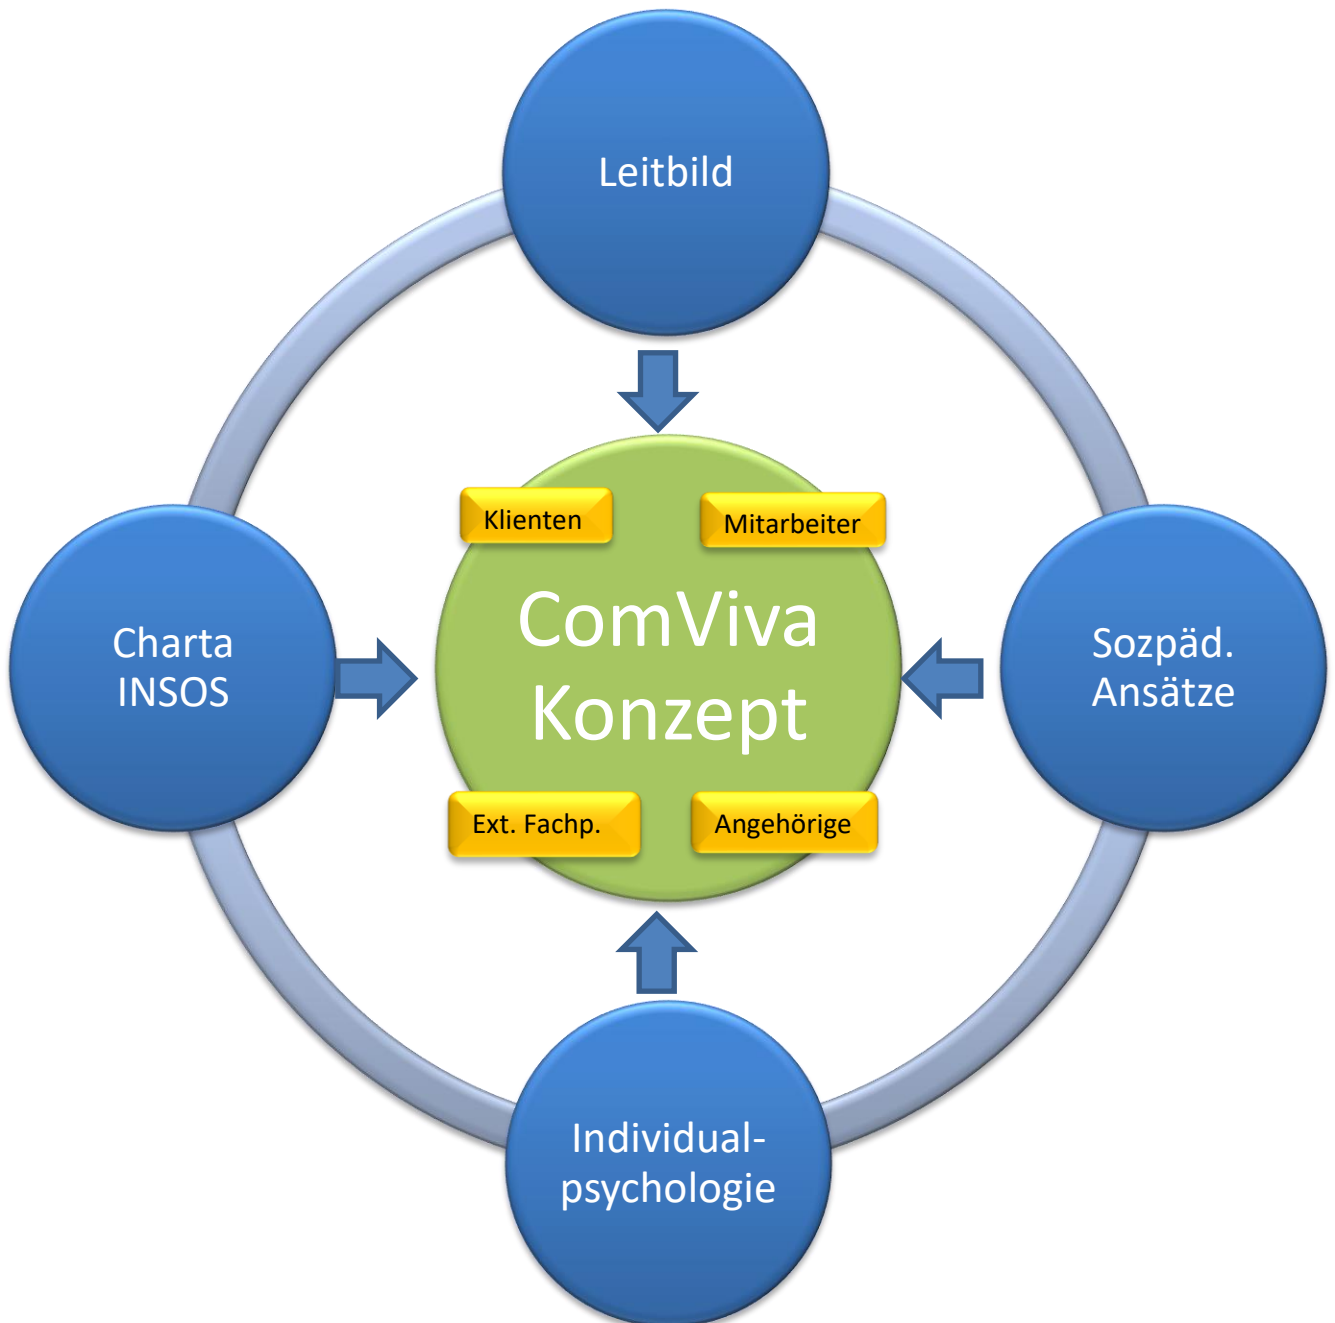 Leitbild
Klienten
Mitarbeiter
ComViva
Konzept
Charta
INSOS
Sozpäd.
Ansätze
Ext. Fachp.
Angehörige
Individual-
psychologie